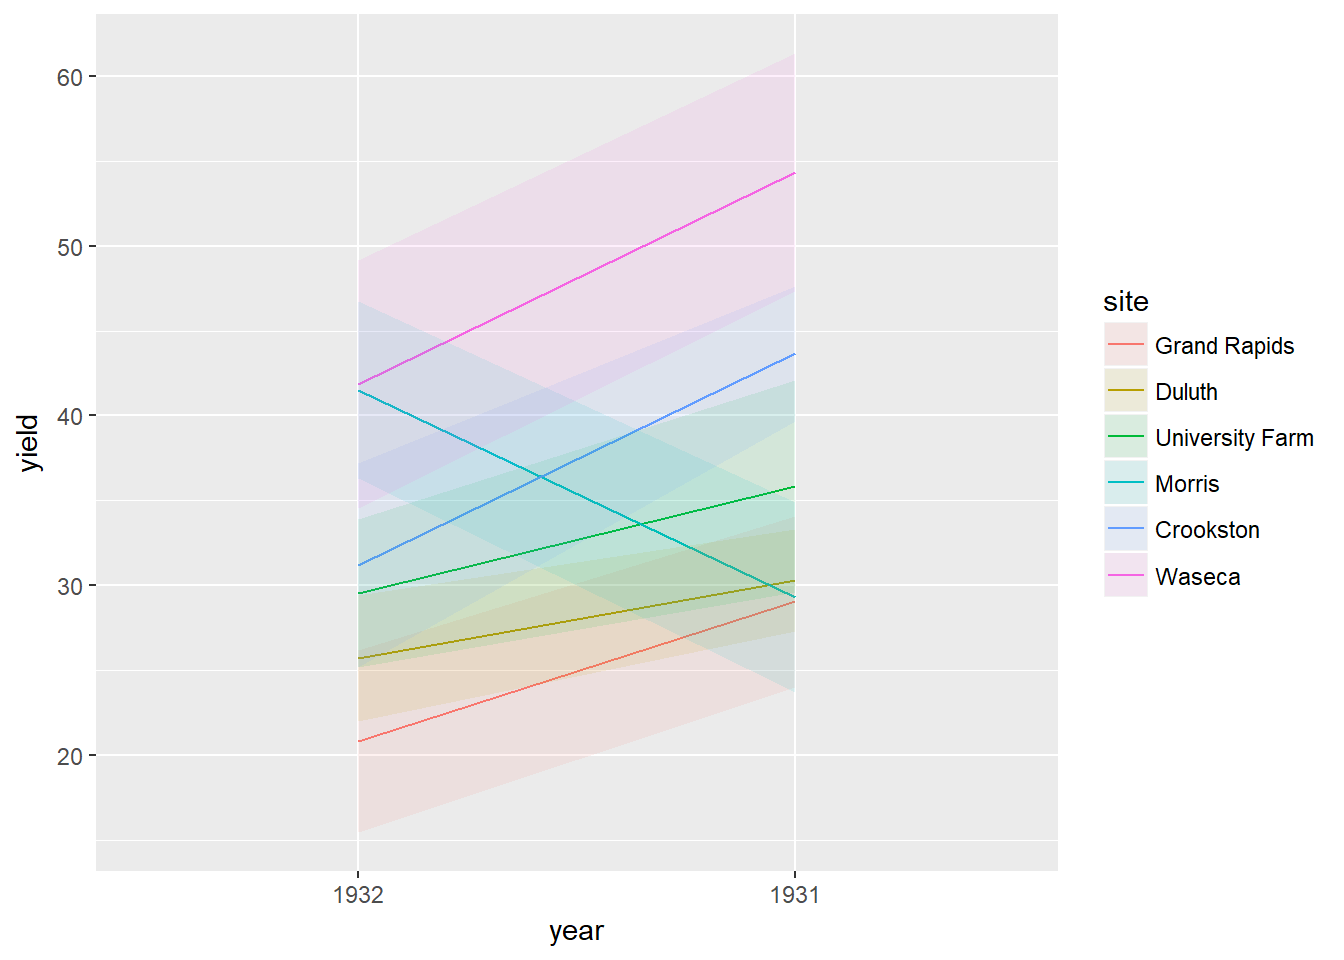 60
50
40
30
20
yield
1932
1931
year
site
Grand Rapids
Duluth
University Farm
Morris
Crookston
Waseca